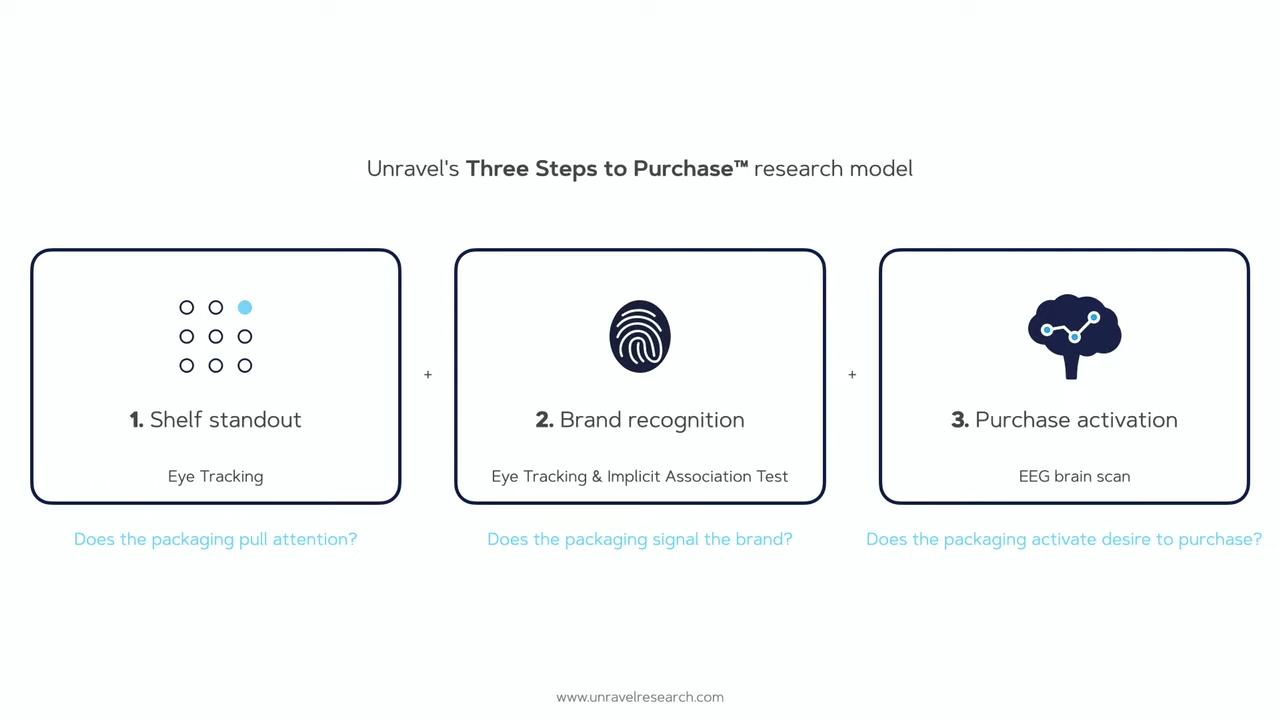 Unravel's Three Steps to Purchase™ research model
1. Shelf standout
Eye Tracking
Does the packaging pull attention?
+
2. Brand recognition
Eye Tracking & Implicit Association Test
Does the packaging signal the brand?
+
3. Purchase activation
EEG brain scan
Does the packaging activate desire to purchase?
www.unravelresearch.com